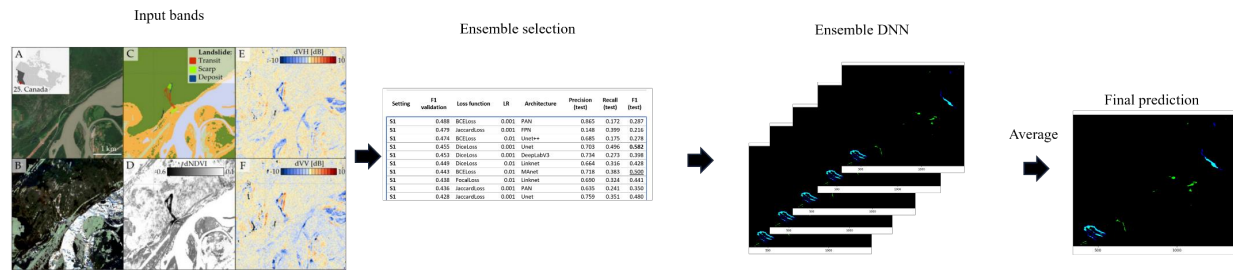 Input bands
Ensemble selection
Ensemble DNN
Final prediction
Average
A
25. Canada
1 km
B
C
Landslide:
Transit
Scarp
Deposit
D
dNDVI
-0.6
0.1
E
dVH [dB]
>10
10
F
dVV [dB]
-10
10
Setting F1 validation Loss function LR Architecture Precision (test) Recall (test) F1 (test)
S1 0.488 BCELoss 0.001 PAN 0.865 0.172 0.287
S1 0.479 JaccardLoss 0.001 FPN 0.148 0.399 0.216
S1 0.474 BCELoss 0.01 Unet++ 0.685 0.175 0.278
S1 0.455 DiceLoss 0.001 Unet 0.703 0.496 0.582
S1 0.453 DiceLoss 0.001 DeepLabV3 0.734 0.273 0.398
S1 0.449 DiceLoss 0.01 Linknet 0.664 0.316 0.428
S1 0.443 BCELoss 0.001 MAnet 0.718 0.383 0.500
S1 0.438 FocalLoss 0.01 Linknet 0.690 0.324 0.441
S1 0.436 JaccardLoss 0.001 PAN 0.635 0.241 0.350
S1 0.428 JaccardLoss 0.001 Unet 0.759 0.351 0.480
500 1000
500 1000